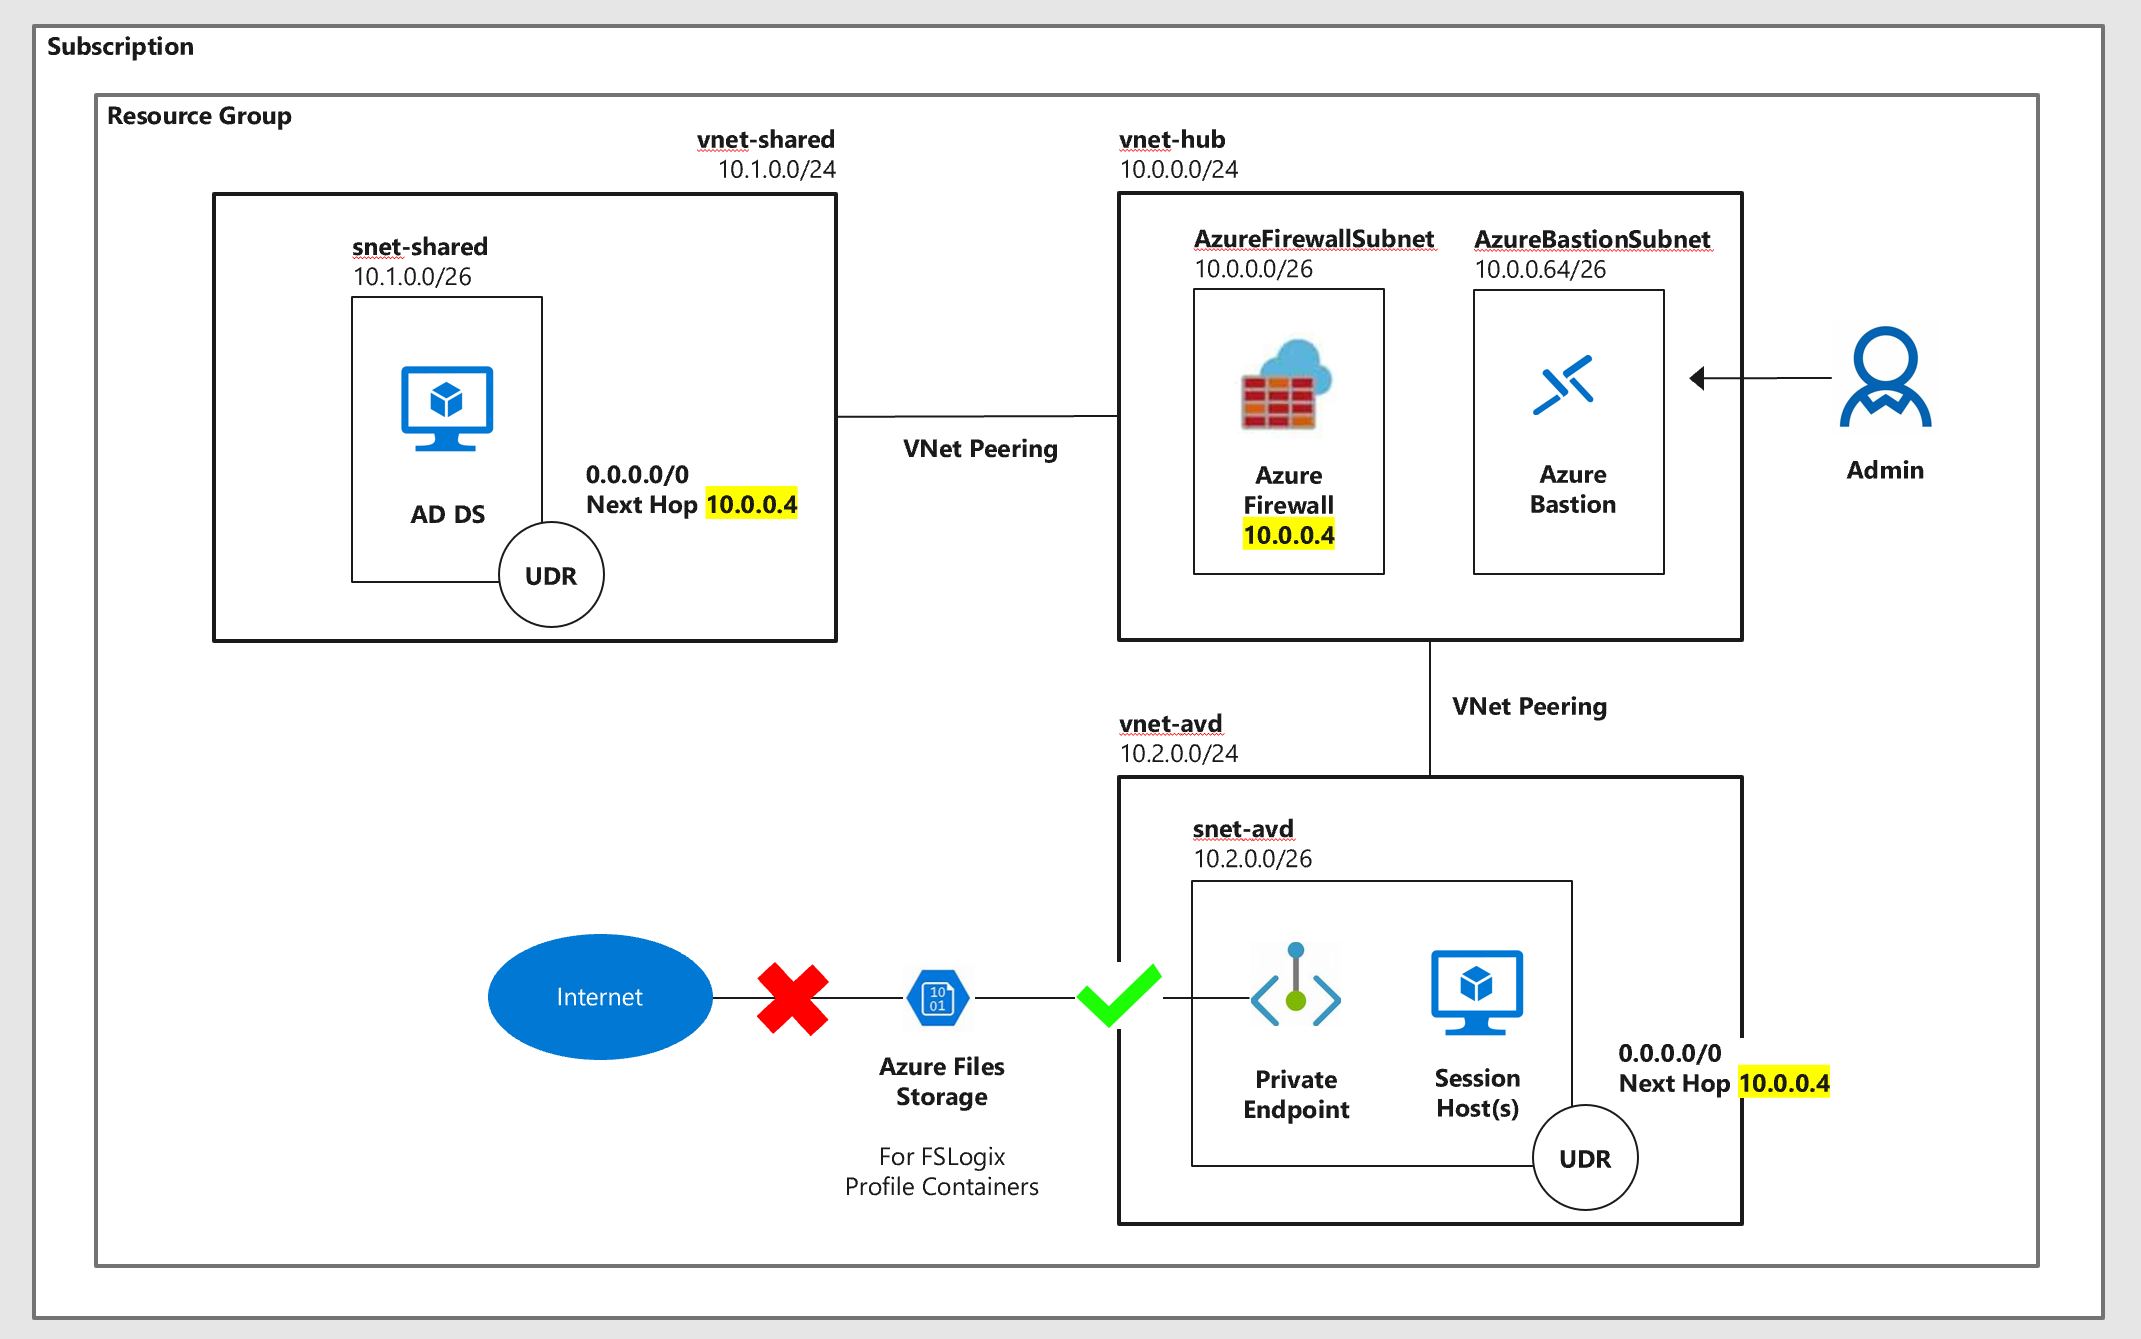 Subscription
Resource Group
vnet-shared
10.1.0.0/24
snet-shared
10.1.0.0/26
AD DS
0.0.0.0/0
Next Hop 10.0.0.4
UDR
VNet Peering
vnet-hub
10.0.0.0/24
AzureFirewallSubnet
10.0.0.0/26
Azure
Firewall
10.0.0.4
AzureBastionSubnet
10.0.0.64/26
Azure
Bastion
Admin
VNet Peering
vnet-avd
10.2.0.0/24
snet-avd
10.2.0.0/26
Internet
10
01
Azure Files
Storage
For FSLogix
Profile Containers
Private
Endpoint
Session
Host(s)
0.0.0.0/0
Next Hop 10.0.0.4
UDR